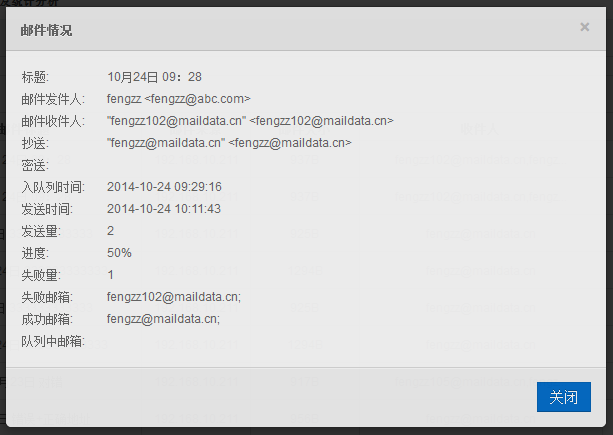 邮件情况
×
标题: 10月24日 09：28
邮件发件人: fengzz <fengzz@abc.com>
邮件收件人: "fengzz102@maildata.cn" <fengzz102@maildata.cn>
抄送: "fengzz@maildata.cn" <fengzz@maildata.cn>
密送:
入队列时间: 2014-10-24 09:29:16
发送时间: 2014-10-24 10:11:43
发送量: 2
进度: 50%
失败量: 1
失败邮箱: fengzz102@maildata.cn;
成功邮箱: fengzz@maildata.cn;
队列中邮箱:
关闭